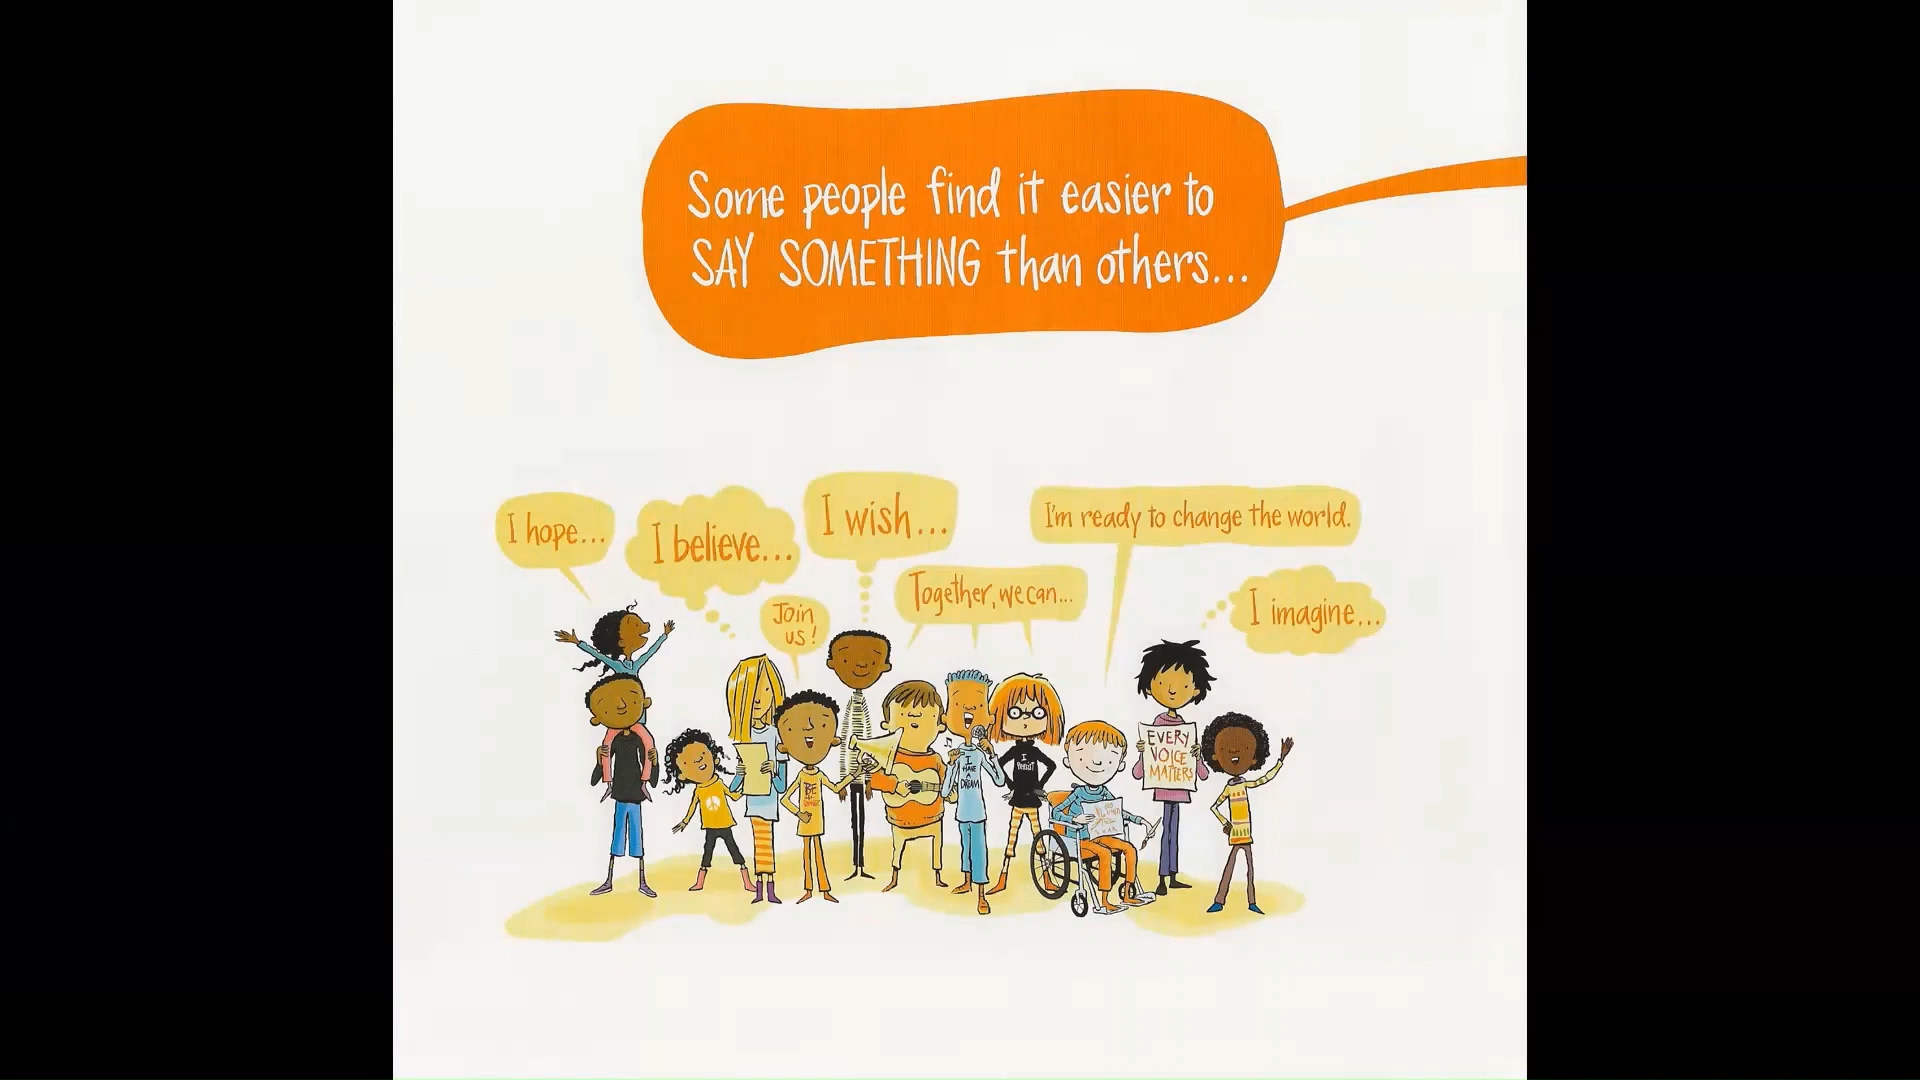 Some people find it easier to
SAY SOMETHING than others...
I hope...
I believe...
I wish...
I'm ready to change the world.
Together, we can...
Join
us!
I imagine...
EVERY
VOICE
MATTERS
BE
I
HAVE
A
DREAM
I